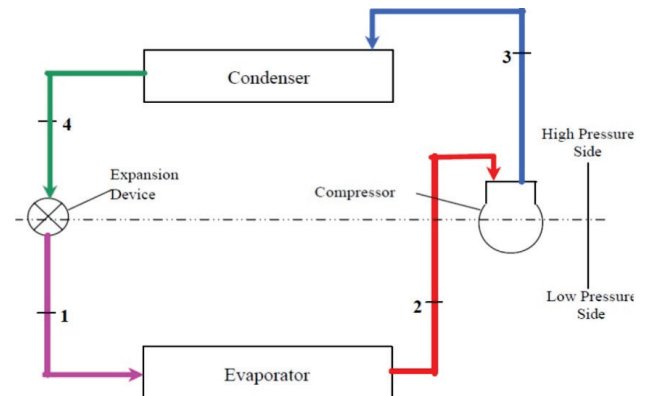 Condenser
3
4
High Pressure
Side
Expansion
Device
Compressor
1
2
Low Pressure
Side
Evaporator